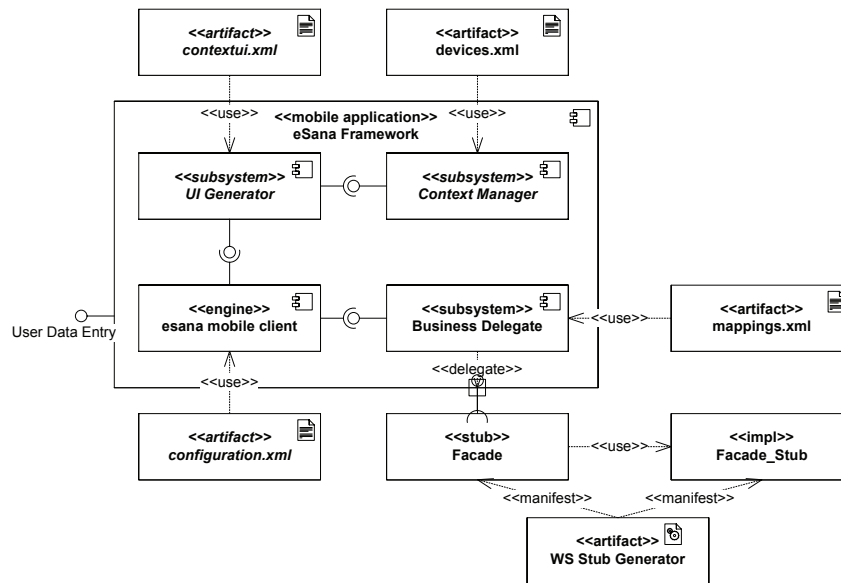 <<artifact>>
contextui.xml
<<artifact>>
devices.xml
<<use>>
<<use>>
<<mobile application>>
eSana Framework
<<subsystem>>
UI Generator
<<subsystem>>
Context Manager
User Data Entry
<<engine>>
esana mobile client
<<subsystem>>
Business Delegate
<<use>>
<<artifact>>
mappings.xml
<<delegate>>
<<use>>
<<artifact>>
configuration.xml
<<stub>>
Facade
<<use>>
<<impl>>
Facade_Stub
<<manifest>>
<<manifest>>
<<artifact>>
WS Stub Generator